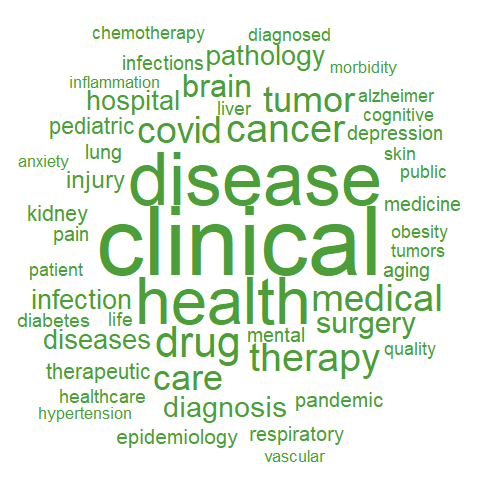 chemotherapy diagnosed
infections pathology
morbidity
inflammation brain
hospital liver tumor alzheimer
cognitive
pediatric covid cancer depression
anxiety lung skin
public
injury disease
kidney medicine
pain clinical obesity
tumors
patient aging
infection health medical
diabetes life surgery
diseases drug mental therapy quality
therapeutic care
healthcare pandemic
hypertension diagnosis
epidemiology respiratory
vascular